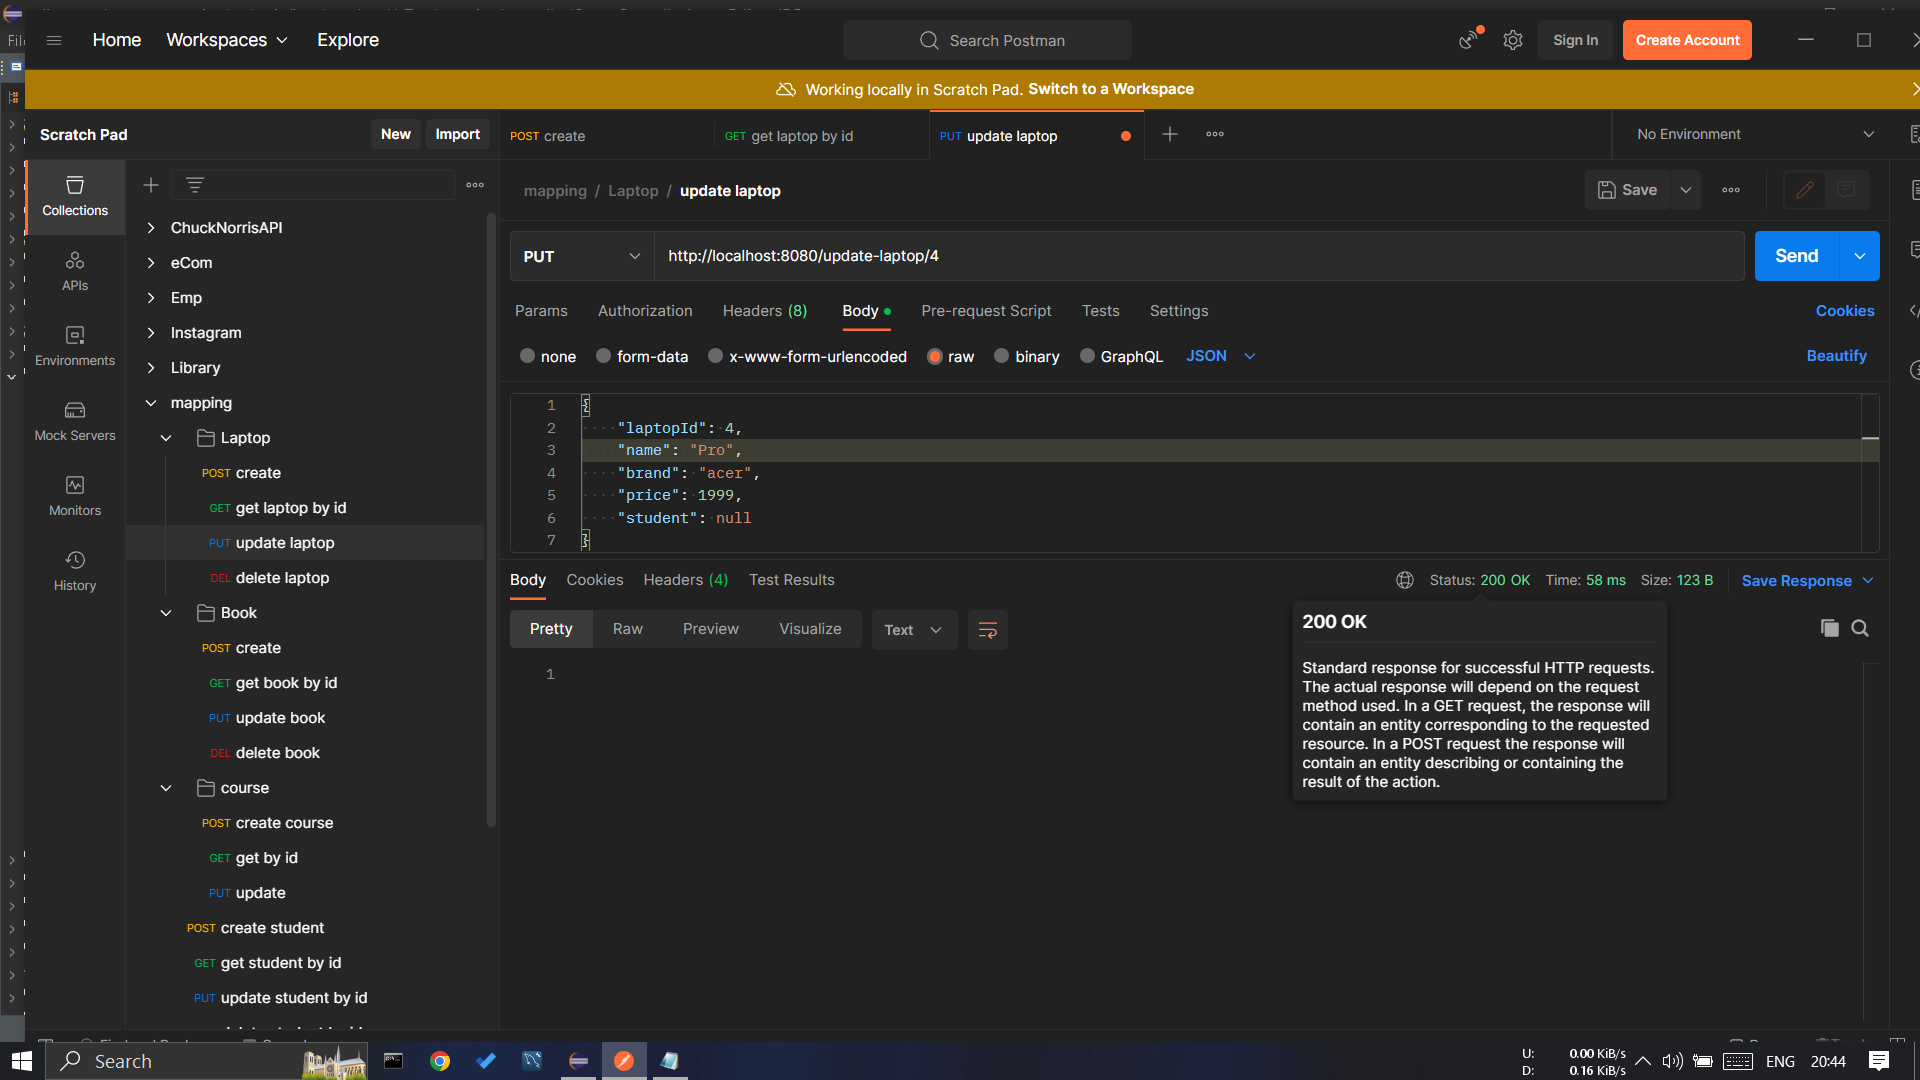 Home
Workspaces
Explore
Search Postman
Sign In
Create Account
Working locally in Scratch Pad. Switch to a Workspace
Scratch Pad
New
Import
POST create
GET get laptop by id
PUT update laptop
No Environment
Collections
APIs
Environments
Mock Servers
Monitors
History
ChuckNorrisAPI
eCom
Emp
Instagram
Library
mapping
Laptop
POST create
GET get laptop by id
PUT update laptop
DEL delete laptop
Book
POST create
GET get book by id
PUT update book
DEL delete book
course
POST create course
GET get by id
PUT update
POST create student
GET get student by id
PUT update student by id
mapping / Laptop / update laptop
Save
PUT
http://localhost:8080/update-laptop/4
Send
Params
Authorization
Headers (8)
Body
Pre-request Script
Tests
Settings
Cookies
none
form-data
x-www-form-urlencoded
raw
binary
GraphQL
JSON
Beautify
1 {
2 "laptopId": 4,
3 "name": "Pro",
4 "brand": "acer",
5 "price": 1999,
6 "student": null
7 }
Body
Cookies
Headers (4)
Test Results
Status: 200 OK
Time: 58 ms
Size: 123 B
Save Response
Pretty
Raw
Preview
Visualize
Text
1
200 OK
Standard response for successful HTTP requests.
The actual response will depend on the request
method used. In a GET request, the response will
contain an entity corresponding to the requested
resource. In a POST request the response will
contain an entity describing or containing the
result of the action.
Search
U: 0.00 KiB/s
D: 0.16 KiB/s
ENG
20:44